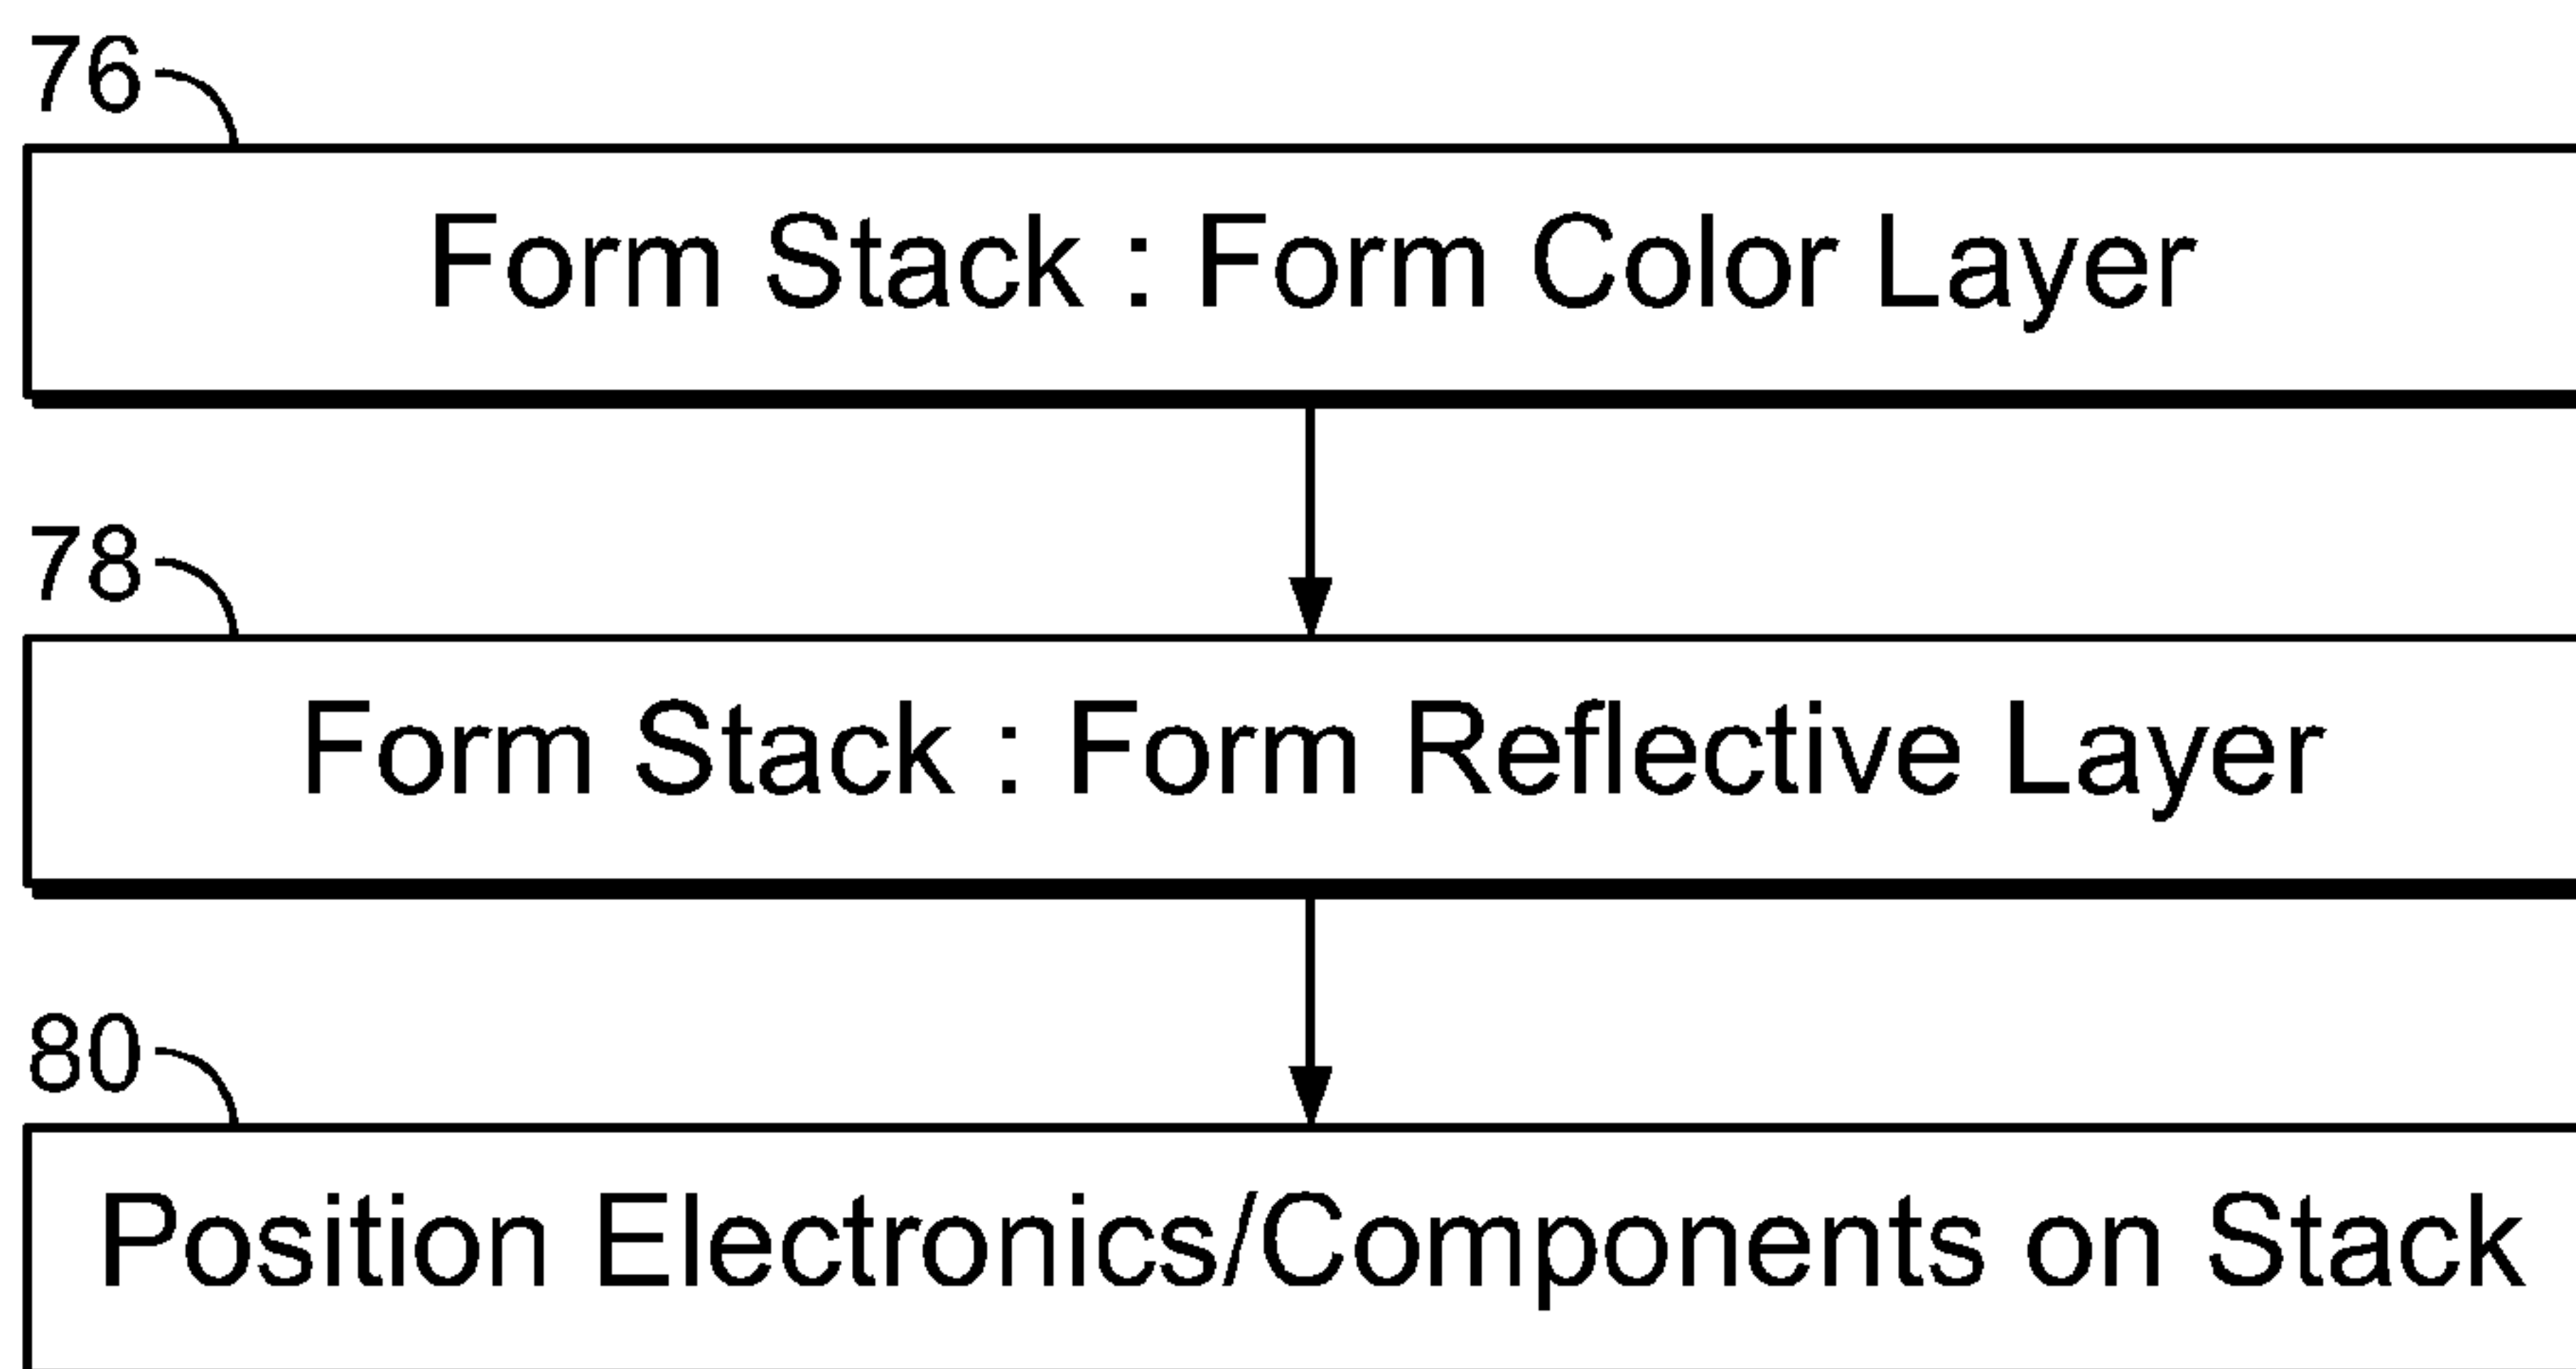 76
Form Stack : Form Color Layer
78
Form Stack : Form Reflective Layer
80
Position Electronics/Components on Stack